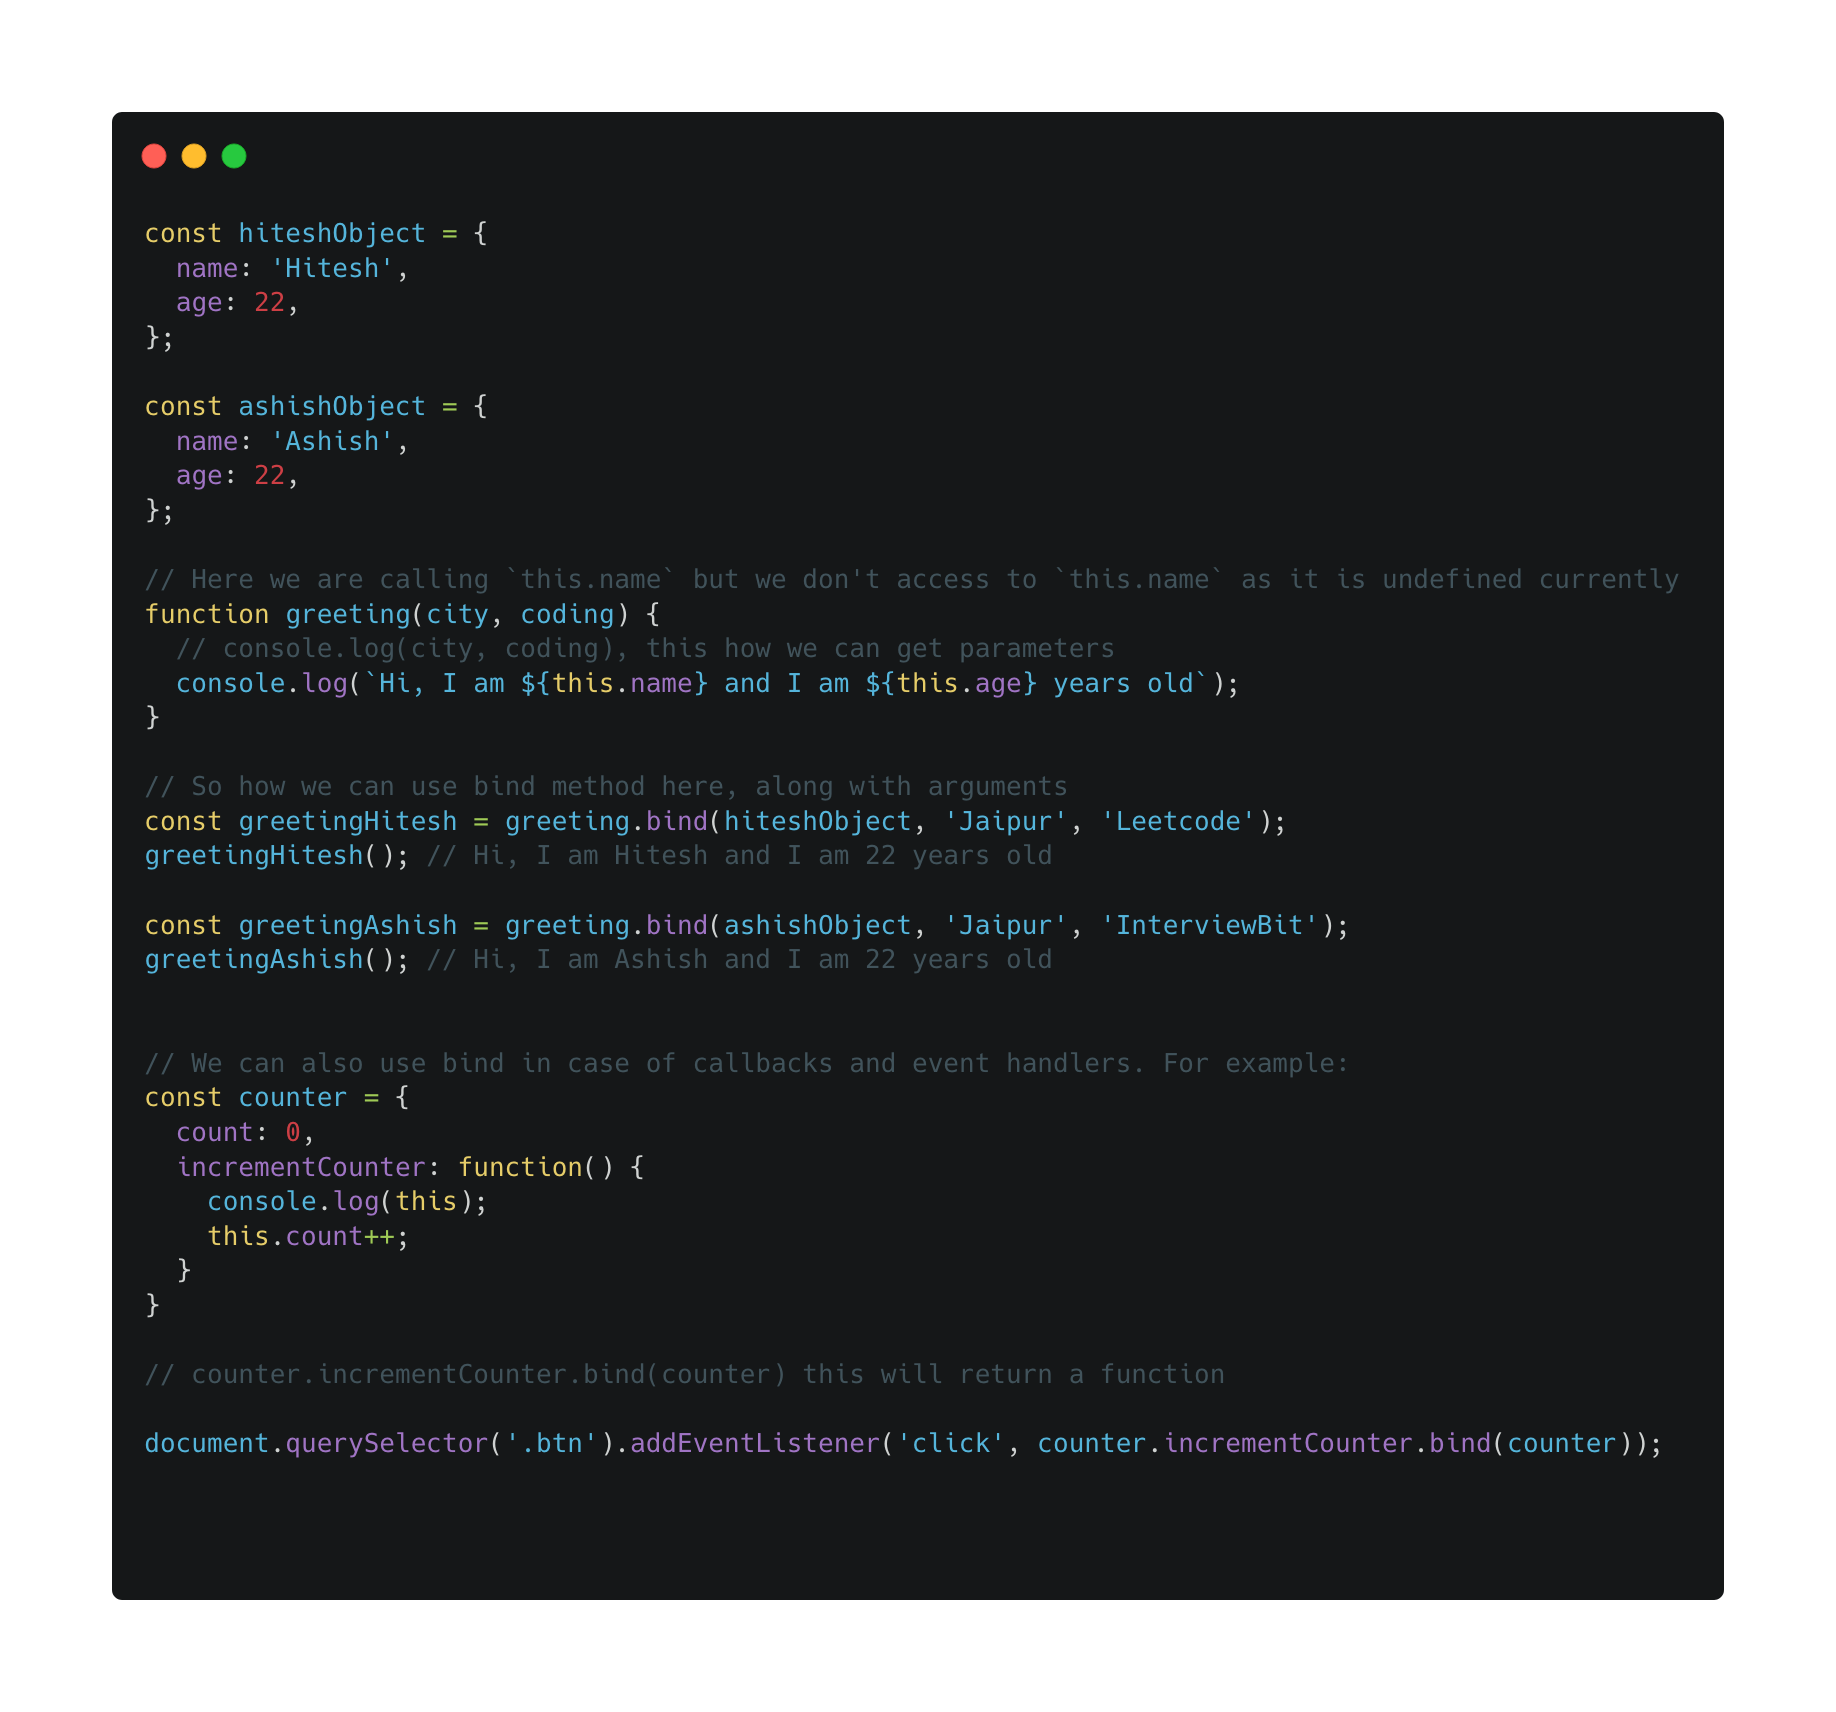 const hiteshObject = {
  name: 'Hitesh',
  age: 22,
};

const ashishObject = {
  name: 'Ashish',
  age: 22,
};

// Here we are calling `this.name` but we don't access to `this.name` as it is undefined currently
function greeting(city, coding) {
  // console.log(city, coding), this how we can get parameters
  console.log(`Hi, I am ${this.name} and I am ${this.age} years old`);
}

// So how we can use bind method here, along with arguments
const greetingHitesh = greeting.bind(hiteshObject, 'Jaipur', 'Leetcode');
greetingHitesh(); // Hi, I am Hitesh and I am 22 years old

const greetingAshish = greeting.bind(ashishObject, 'Jaipur', 'InterviewBit');
greetingAshish(); // Hi, I am Ashish and I am 22 years old


// We can also use bind in case of callbacks and event handlers. For example:
const counter = {
  count: 0,
  incrementCounter: function() {
    console.log(this);
    this.count++;
  }
}

// counter.incrementCounter.bind(counter) this will return a function

document.querySelector('.btn').addEventListener('click', counter.incrementCounter.bind(counter));